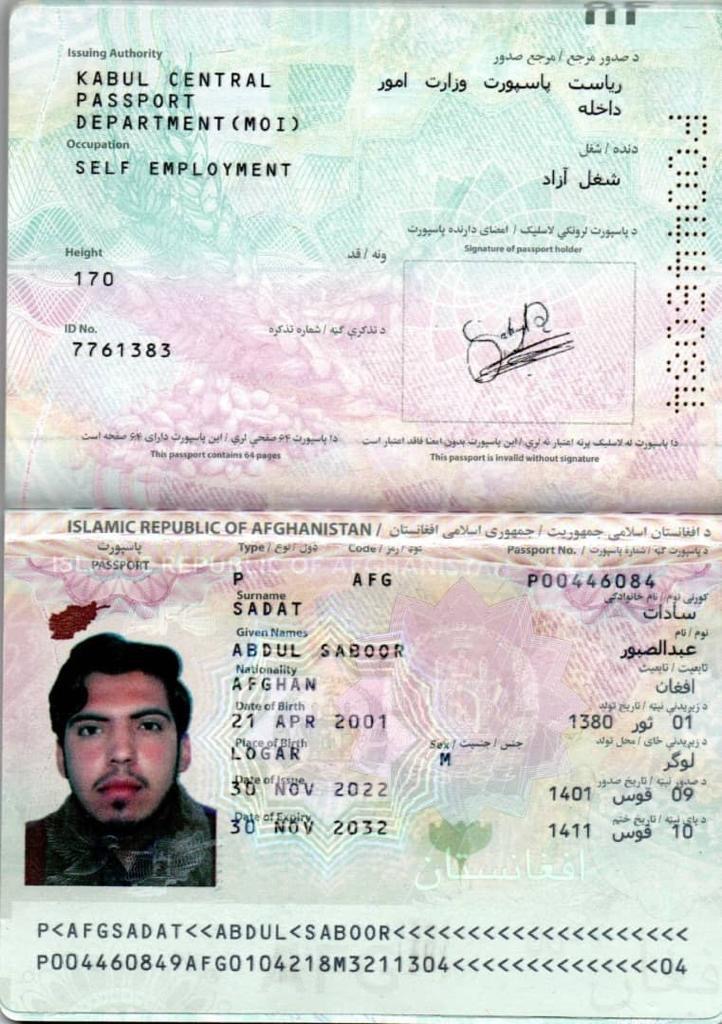 Issuing Authority
د صدور مرجع / مرجع صدور
KABUL CENTRAL
PASSPORT
DEPARTMENT(MOI)
ریاست پاسپورت وزارت امور
داخله
Occupation
دنده / شغل
SELF EMPLOYMENT
شغل آزاد
د پاسپورت لرونکي لاسلیک / امضای دارنده پاسپورت
Signature of passport holder
Height
ونه / قد
170
ID No.
د تذکرې ګڼه / شماره تذکره
7761383
دا پاسپورت ۶۴ صفحې لري / این پاسپورت دارای ۶۴ صفحه است
This passport contains 64 pages
دا پاسپورت له لاسلیک پرته اعتبار نه لري / این پاسپورت بدون امضا فاقد اعتبار است
This passport is invalid without signature
ISLAMIC REPUBLIC OF AFGHANISTAN / د افغانستان اسلامي جمهوریت / جمهوری اسلامی افغانستان
پاسپورت
PASSPORT
Type / ډول / نوع
Code / کود / رمز
Passport No. / د پاسپورت ګڼه / شماره پاسپورت
P
AFG
P00446084
Surname
کورنی نوم / نام خانوادگی
SADAT
سادات
Given Names
نوم / نام
ABDUL SABOOR
عبدالصبور
Nationality
تابعیت / تابعیت
AFGHAN
افغان
Date of Birth
د زیږیدنې نېټه / تاریخ تولد
21 APR 2001
01 ثور 1380
Place of Birth
Sex / جنس / جنسیت
د زیږیدنې ځای / محل تولد
LOGAR
M
لوگر
Date of Issue
د صدور نېټه / تاریخ صدور
30 NOV 2022
09 قوس 1401
Date of Expiry
د پای نېټه / تاریخ ختم
30 NOV 2032
10 قوس 1411
افغانستان
P<AFGSADAT<<ABDUL<SABOOR<<<<<<<<<<<<<<<<<<<<
P004460849AFG0104218M3211304<<<<<<<<<<<<<<04